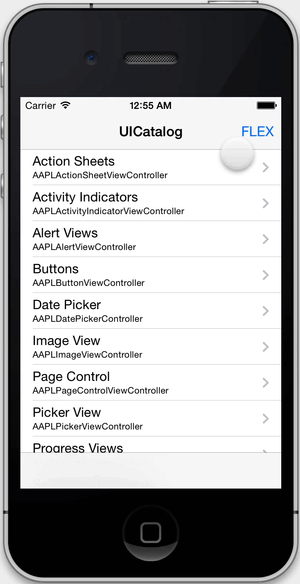 Carrier 12:55 AM
UICatalog FLEX
Action Sheets
AAPLActionSheetViewController
Activity Indicators
AAPLActivityIndicatorViewController
Alert Views
AAPLAlertViewController
Buttons
AAPLButtonViewController
Date Picker
AAPLDatePickerController
Image View
AAPLImageViewController
Page Control
AAPLPageControlViewController
Picker View
AAPLPickerViewController
Progress Views